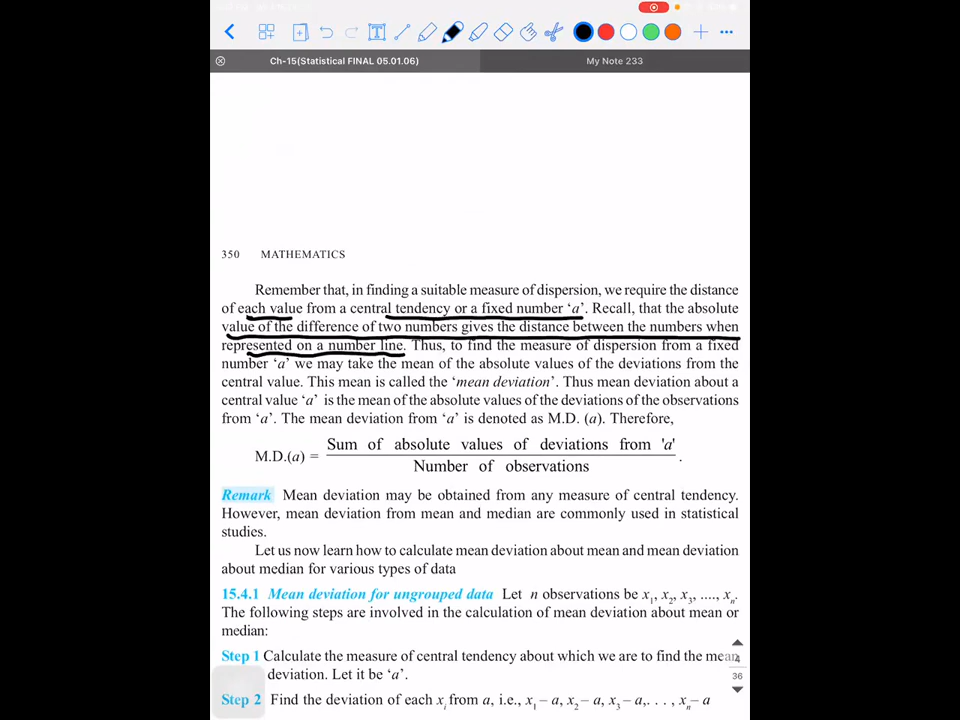 Ch-15(Statistical FINAL 05.01.06)
My Note 233
350 MATHEMATICS
Remember that, in finding a suitable measure of dispersion, we require the distance
of each value from a central tendency or a fixed number ‘a’. Recall, that the absolute
value of the difference of two numbers gives the distance between the numbers when
represented on a number line. Thus, to find the measure of dispersion from a fixed
number ‘a’ we may take the mean of the absolute values of the deviations from the
central value. This mean is called the ‘mean deviation’. Thus mean deviation about a
central value ‘a’ is the mean of the absolute values of the deviations of the observations
from ‘a’. The mean deviation from ‘a’ is denoted as M.D. (a). Therefore,
Sum of absolute values of deviations from 'a'
M.D.(a) =
Number of observations
.
Remark Mean deviation may be obtained from any measure of central tendency.
However, mean deviation from mean and median are commonly used in statistical
studies.
Let us now learn how to calculate mean deviation about mean and mean deviation
about median for various types of data
15.4.1 Mean deviation for ungrouped data Let n observations be x₁, x₂, x₃, ...., xₙ.
The following steps are involved in the calculation of mean deviation about mean or
median:
Step 1 Calculate the measure of central tendency about which we are to find the mean
deviation. Let it be ‘a’.
Step 2 Find the deviation of each xᵢ from a, i.e., x₁ – a, x₂ – a, x₃ – a,. . . , xₙ– a
4
36